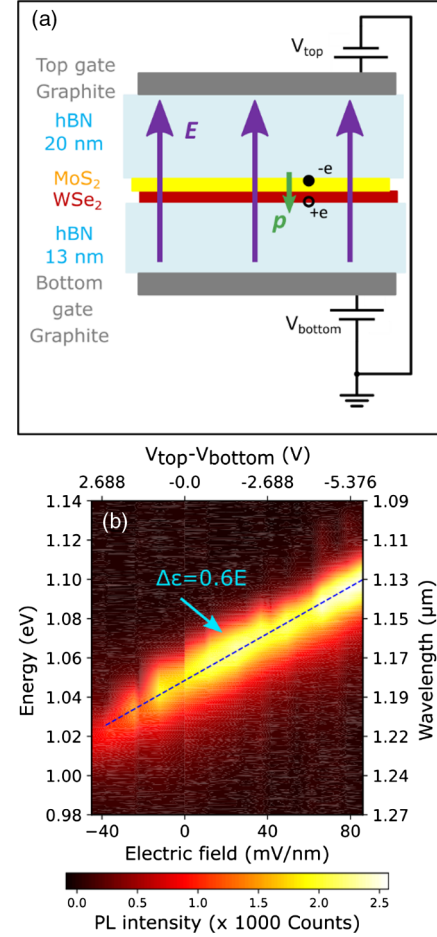 (a)
V_top
Top gate
Graphite
hBN
20 nm
E
MoS₂
-e
WSe₂
+e
p
hBN
13 nm
Bottom
gate
Graphite
V_bottom
V_top-V_bottom (V)
2.688 -0.0 -2.688 -5.376
(b)
Δε=0.6E
1.14
1.12
1.10
1.08
1.06
1.04
1.02
1.00
0.98
Energy (eV)
1.09
1.10
1.12
1.13
1.15
1.17
1.19
1.22
1.24
1.27
Wavelength (μm)
−40 0 40 80
Electric field (mV/nm)
0.0 0.5 1.0 1.5 2.0 2.5
PL intensity (x 1000 Counts)